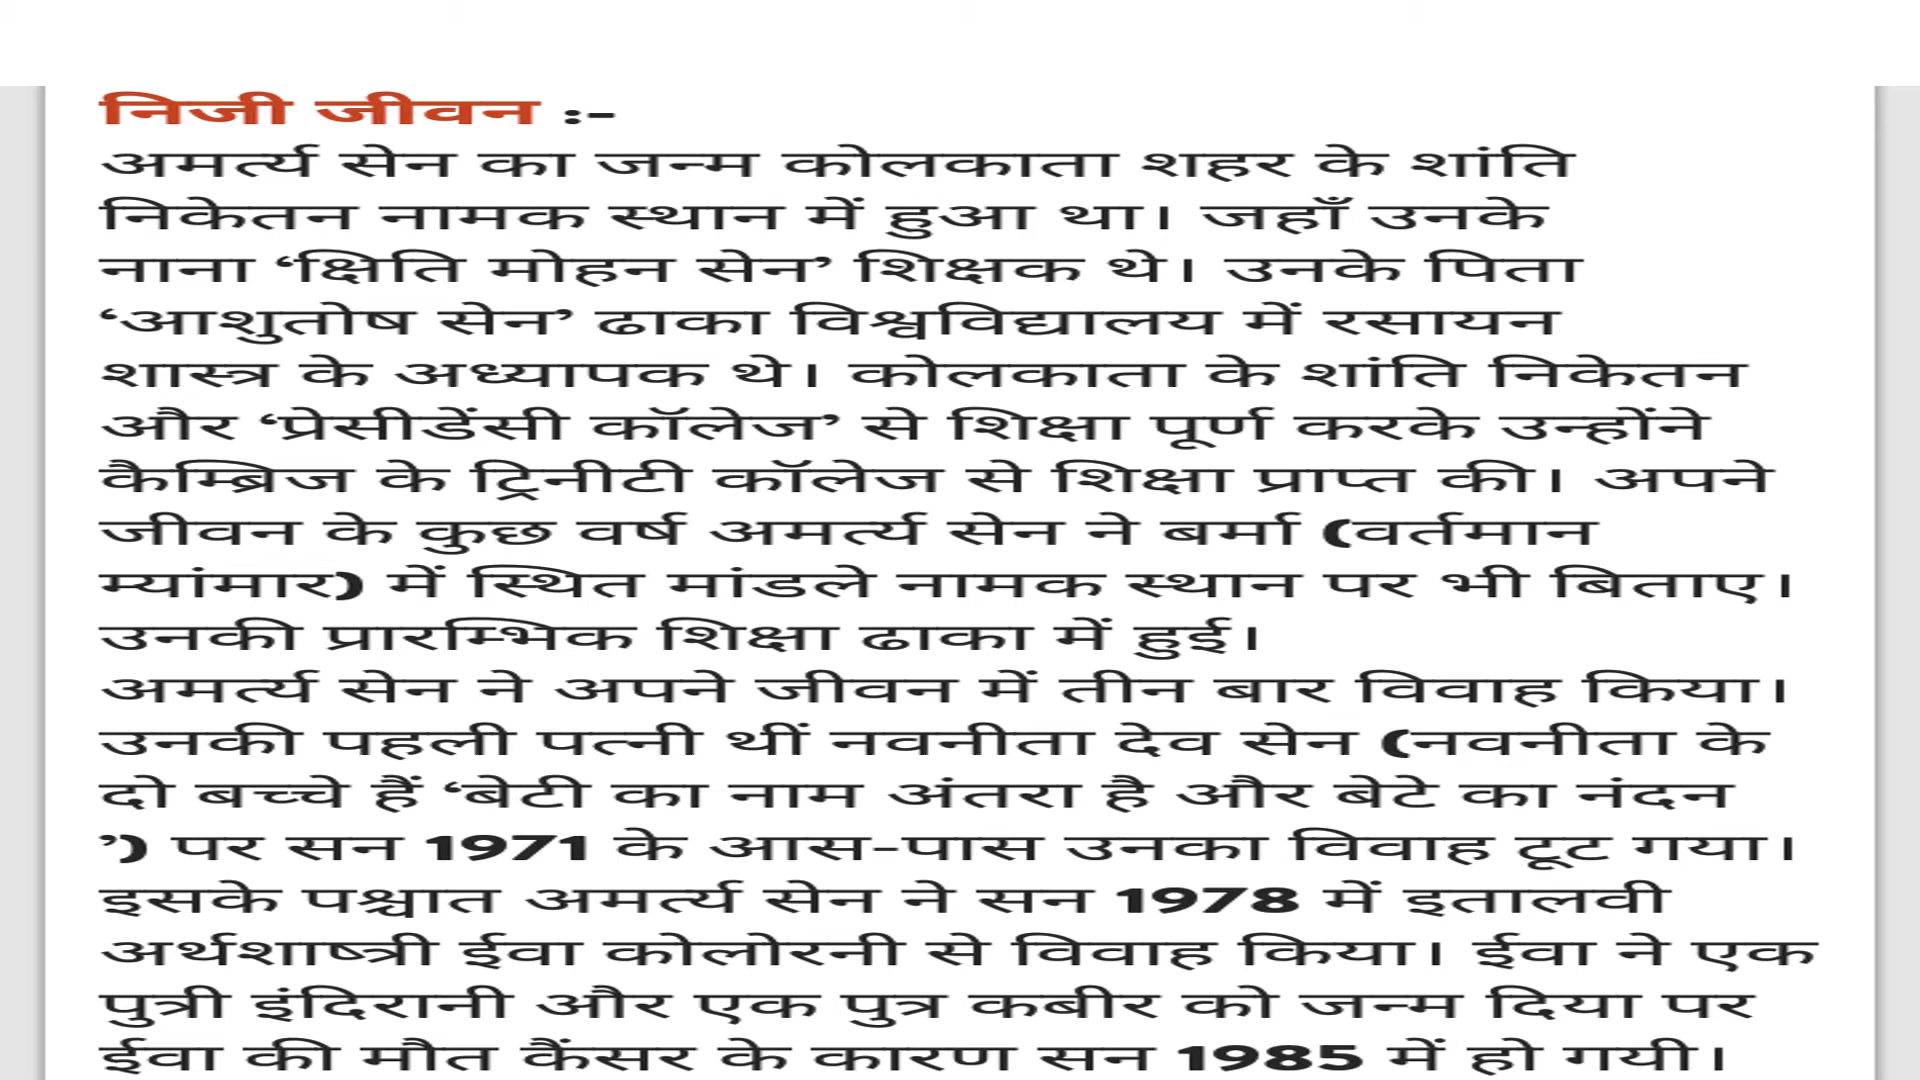 निजी जीवन :-
अमर्त्य सेन का जन्म कोलकाता शहर के शांति
निकेतन नामक स्थान में हुआ था। जहाँ उनके
नाना ‘क्षिति मोहन सेन’ शिक्षक थे। उनके पिता
‘आशुतोष सेन’ ढाका विश्वविद्यालय में रसायन
शास्त्र के अध्यापक थे। कोलकाता के शांति निकेतन
और ‘प्रेसीडेंसी कॉलेज’ से शिक्षा पूर्ण करके उन्होंने
कैम्ब्रिज के ट्रिनीटी कॉलेज से शिक्षा प्राप्त की। अपने
जीवन के कुछ वर्ष अमर्त्य सेन ने बर्मा (वर्तमान
म्यांमार) में स्थित मांडले नामक स्थान पर भी बिताए।
उनकी प्रारम्भिक शिक्षा ढाका में हुई।
अमर्त्य सेन ने अपने जीवन में तीन बार विवाह किया।
उनकी पहली पत्नी थीं नवनीता देव सेन (नवनीता के
दो बच्चे हैं ‘बेटी का नाम अंतरा है और बेटे का नंदन
’) पर सन 1971 के आस-पास उनका विवाह टूट गया।
इसके पश्चात अमर्त्य सेन ने सन 1978 में इतालवी
अर्थशाष्त्री ईवा कोलोरनी से विवाह किया। ईवा ने एक
पुत्री इंदिरानी और एक पुत्र कबीर को जन्म दिया पर
ईवा की मौत कैंसर के कारण सन 1985 में हो गयी।